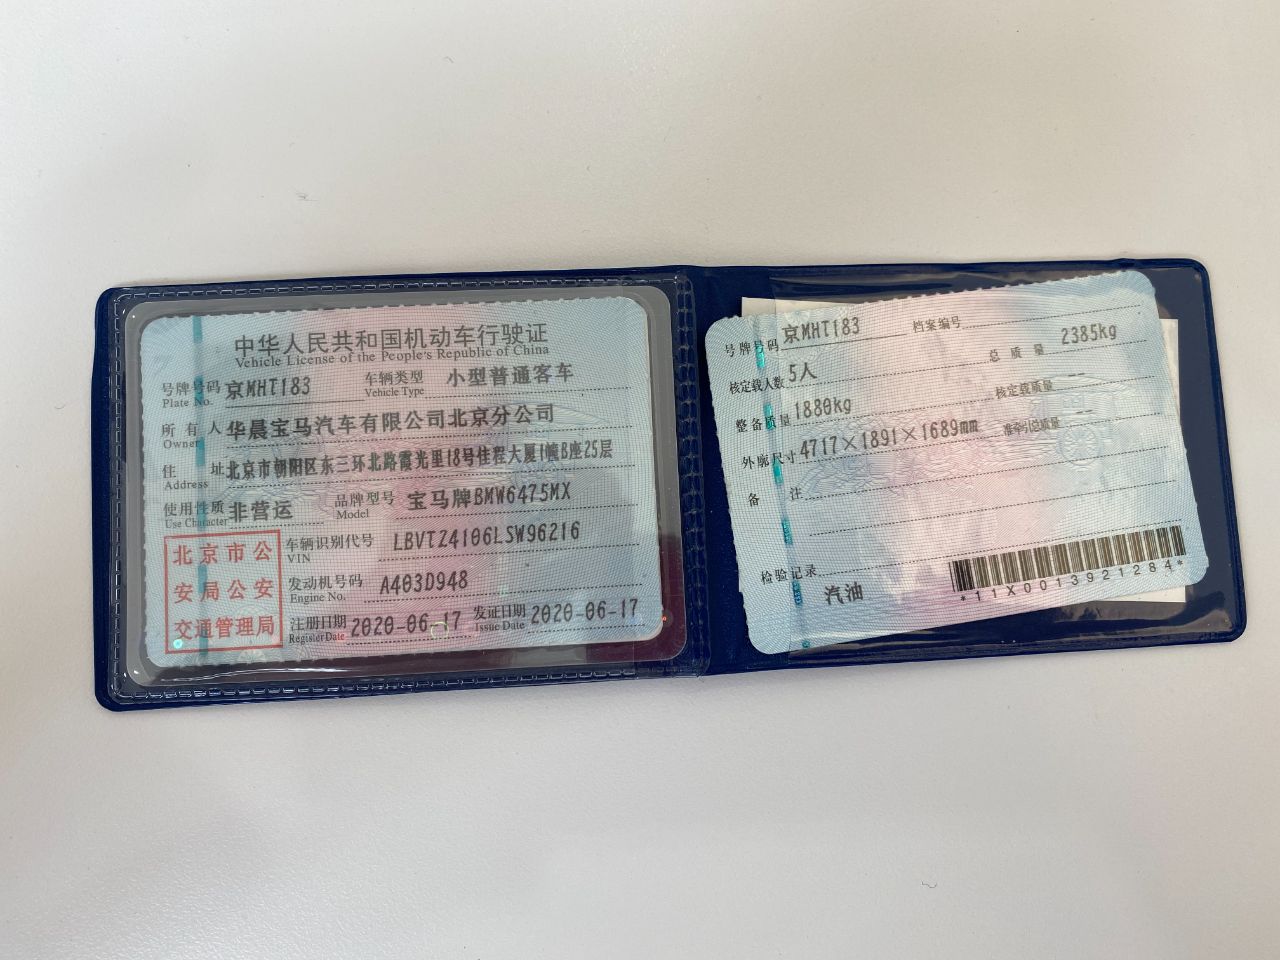 中华人民共和国机动车行驶证
Vehicle License of the People's Republic of China
号牌号码 京MHT183 车辆类型 小型普通客车
Plate No. Vehicle Type
所有人 华晨宝马汽车有限公司北京分公司
Owner
住址 北京市朝阳区东三环北路霞光里18号佳程大厦1幢B座25层
Address
使用性质 非营运 品牌型号 宝马牌BMW6475MX
Use Character Model
北京市公
安局公安
交通管理局
车辆识别代号 LBVTZ4106LSW96216
VIN
发动机号码 A403D948
Engine No.
注册日期 2020-06-17 发证日期 2020-06-17
Register Date Issue Date
号牌号码 京MHT183 档案编号
核定载人数 5人 总质量 2385kg
整备质量 1880kg 核定载质量 --
外廓尺寸 4717×1891×1689mm 准牵引总质量 --
备注
检验记录
汽油
*11X0013921284*